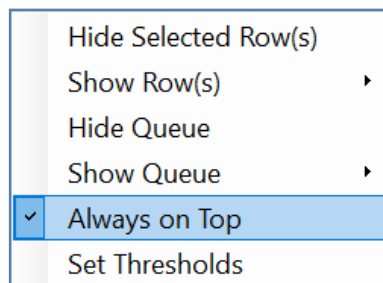 Hide Selected Row(s)
Show Row(s)
Hide Queue
Show Queue
Always on Top
Set Thresholds